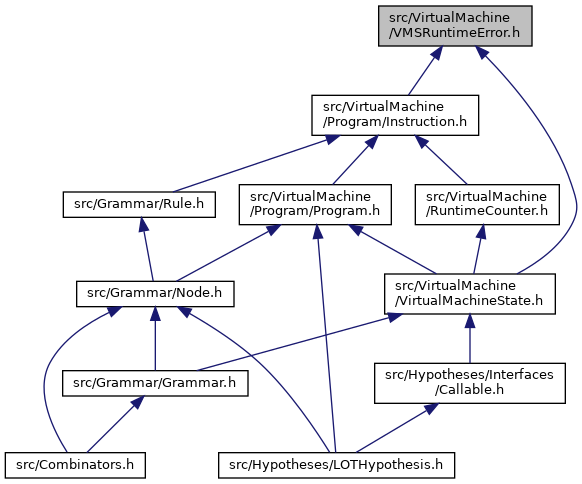 src/VirtualMachine
/VMSRuntimeError.h
src/VirtualMachine
/Program/Instruction.h
src/Grammar/Rule.h
src/VirtualMachine
/Program/Program.h
src/VirtualMachine
/RuntimeCounter.h
src/Grammar/Node.h
src/VirtualMachine
/VirtualMachineState.h
src/Grammar/Grammar.h
src/Hypotheses/Interfaces
/Callable.h
src/Combinators.h
src/Hypotheses/LOTHypothesis.h